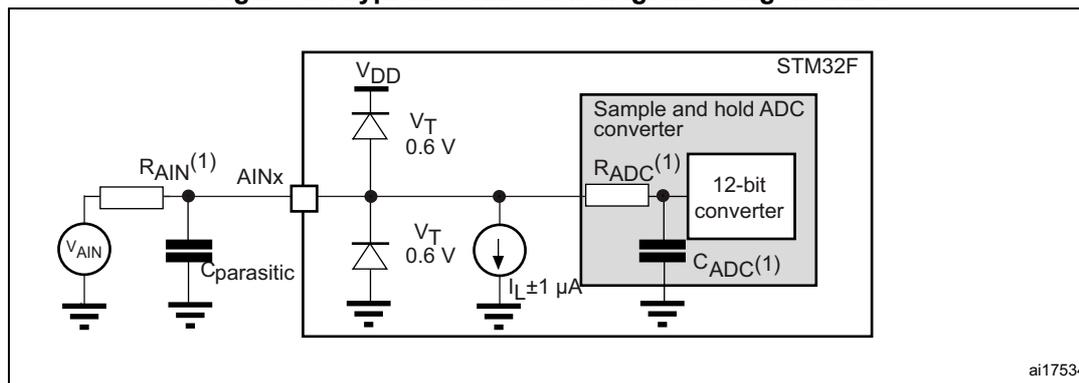 STM32F
VDD
Sample and hold ADC
converter
VT
0.6 V
RAIN(1)
AINx
RADC(1)
12-bit
converter
VAIN
VT
0.6 V
Cparasitic
IL±1 µA
CADC(1)